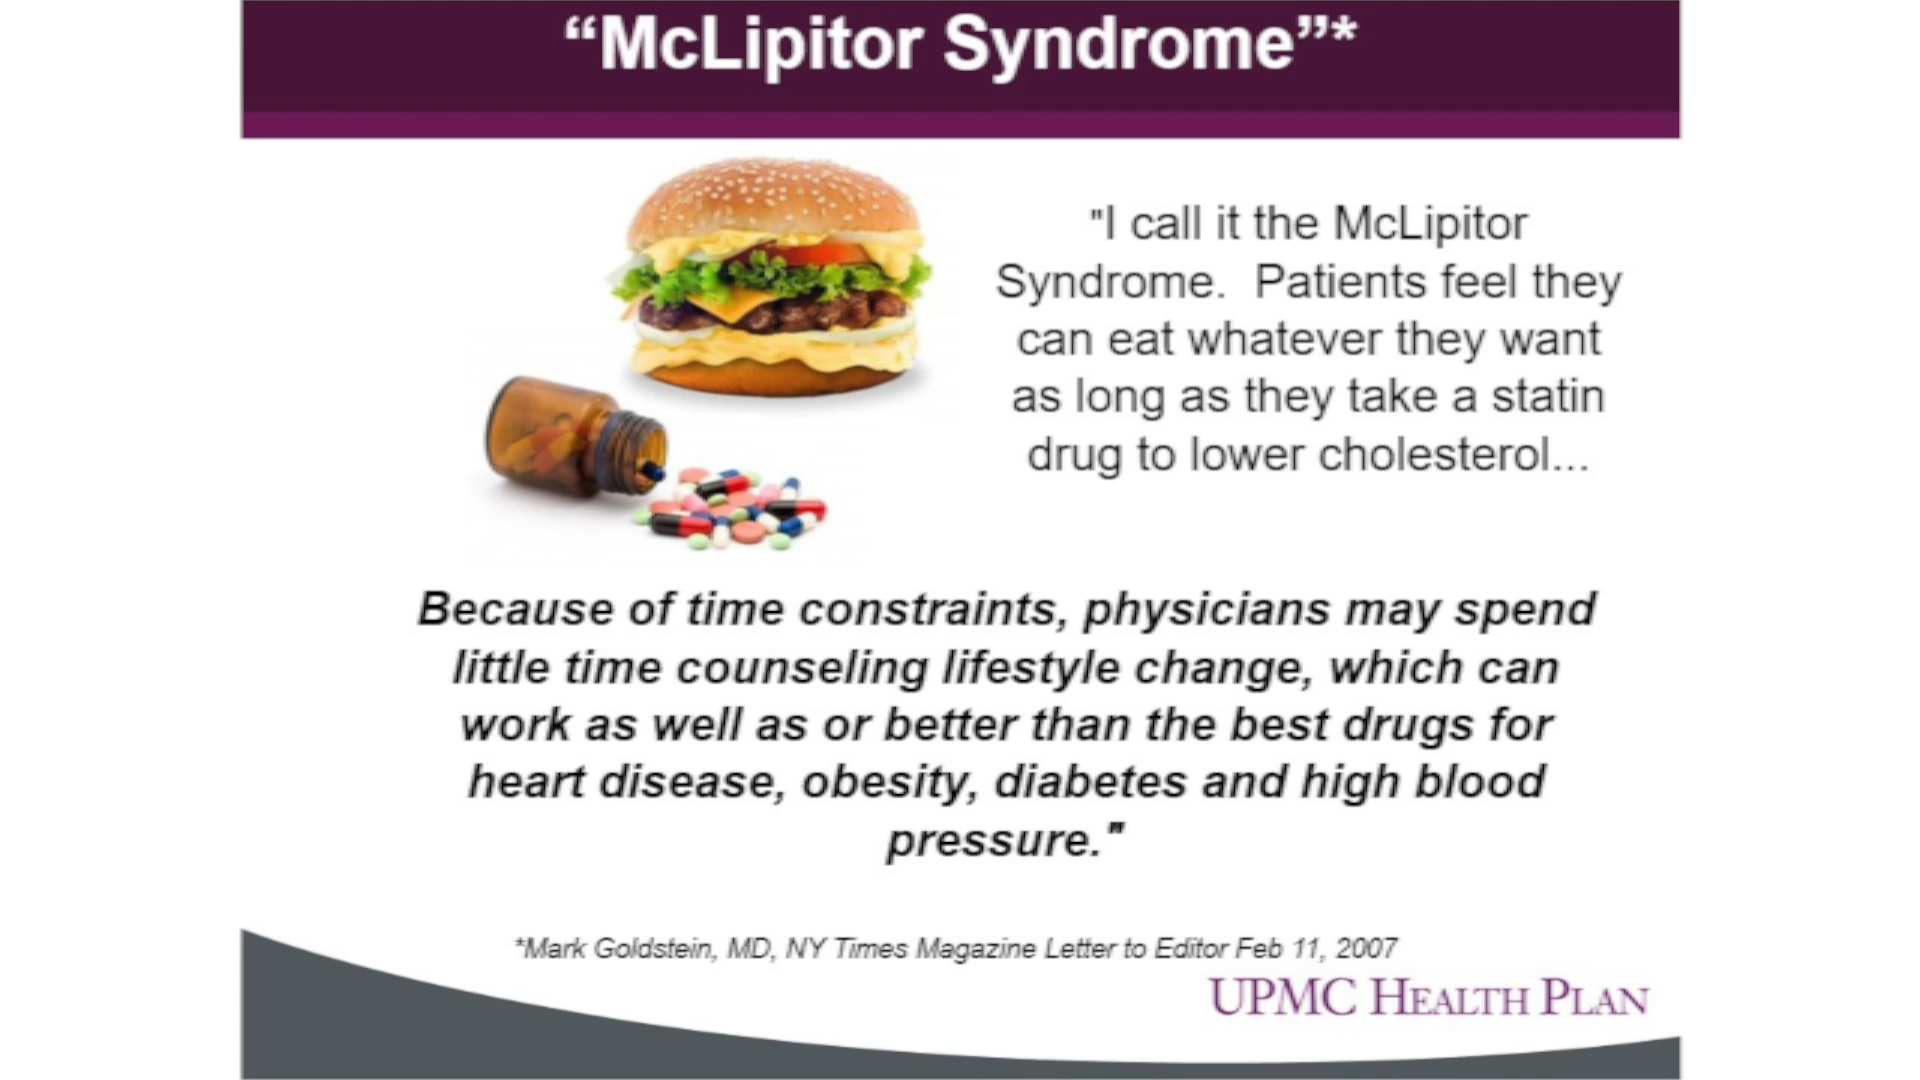 “McLipitor Syndrome”*
"I call it the McLipitor
Syndrome.  Patients feel they
can eat whatever they want
as long as they take a statin
drug to lower cholesterol...
Because of time constraints, physicians may spend
little time counseling lifestyle change, which can
work as well as or better than the best drugs for
heart disease, obesity, diabetes and high blood
pressure."
*Mark Goldstein, MD, NY Times Magazine Letter to Editor Feb 11, 2007
UPMC HEALTH PLAN